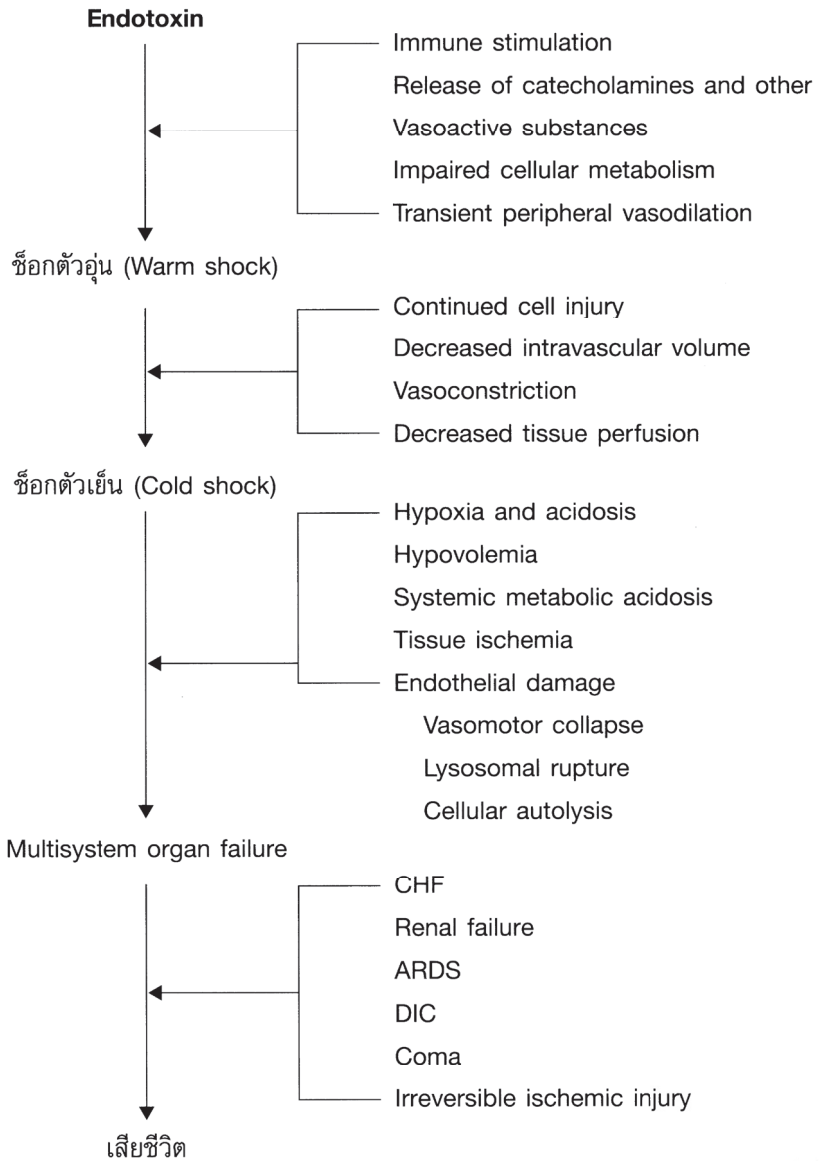 Endotoxin
Immune stimulation
Release of catecholamines and other
Vasoactive substances
Impaired cellular metabolism
Transient peripheral vasodilation
ช็อกตัวอุ่น (Warm shock)
Continued cell injury
Decreased intravascular volume
Vasoconstriction
Decreased tissue perfusion
ช็อกตัวเย็น (Cold shock)
Hypoxia and acidosis
Hypovolemia
Systemic metabolic acidosis
Tissue ischemia
Endothelial damage
Vasomotor collapse
Lysosomal rupture
Cellular autolysis
Multisystem organ failure
CHF
Renal failure
ARDS
DIC
Coma
Irreversible ischemic injury
เสียชีวิต